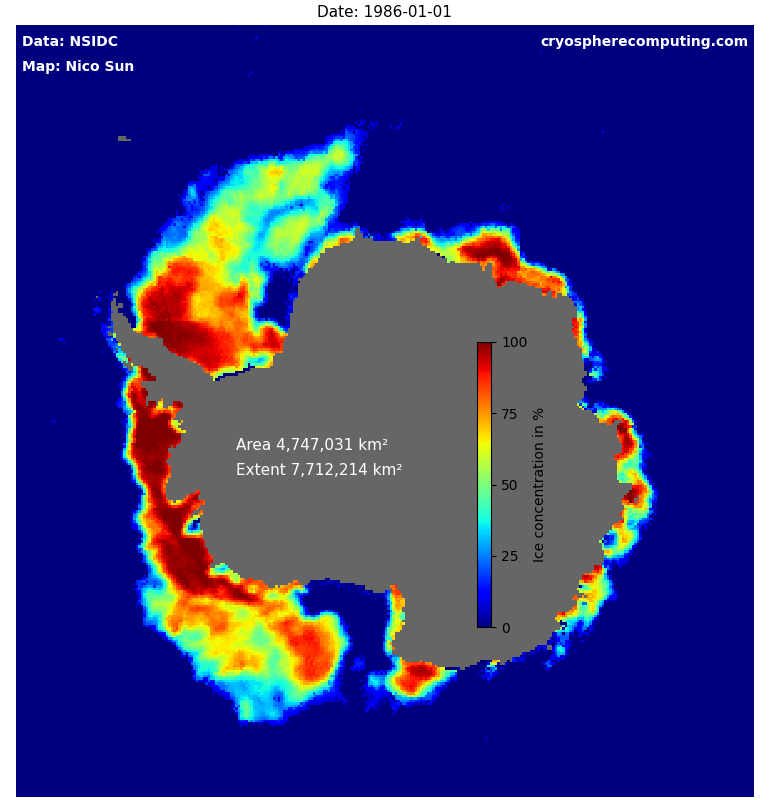 Date: 1986-01-01
Data: NSIDC
cryospherecomputing.com
Map: Nico Sun
100
75
50
25
0
Ice concentration in %
Area 4,747,031 km²
Extent 7,712,214 km²